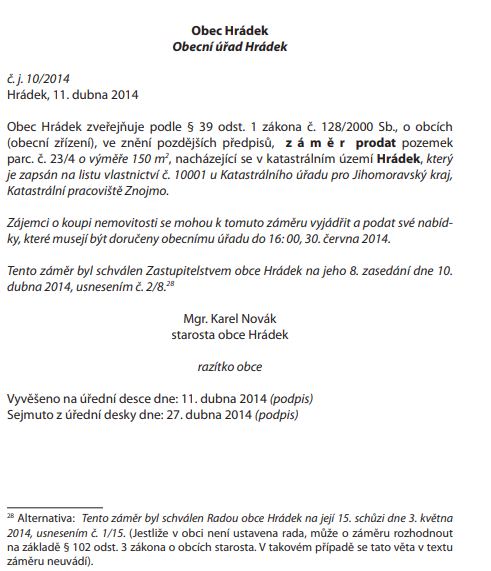 Obec Hrádek
Obecní úřad Hrádek
č. j. 10/2014
Hrádek, 11. dubna 2014
Obec Hrádek zveřejňuje podle § 39 odst. 1 zákona č. 128/2000 Sb., o obcích
(obecní zřízení), ve znění pozdějších předpisů, z á m ě r prodat pozemek
parc. č. 23/4 o výměře 150 m², nacházející se v katastrálním území Hrádek, který
je zapsán na listu vlastnictví č. 10001 u Katastrálního úřadu pro Jihomoravský kraj,
Katastrální pracoviště Znojmo.
Zájemci o koupi nemovitosti se mohou k tomuto záměru vyjádřit a podat své nabíd-
ky, které musejí být doručeny obecnímu úřadu do 16: 00, 30. června 2014.
Tento záměr byl schválen Zastupitelstvem obce Hrádek na jeho 8. zasedání dne 10.
dubna 2014, usnesením č. 2/8.²⁸
Mgr. Karel Novák
starosta obce Hrádek
razítko obce
Vyvěšeno na úřední desce dne: 11. dubna 2014 (podpis)
Sejmuto z úřední desky dne: 27. dubna 2014 (podpis)
²⁸ Alternativa: Tento záměr byl schválen Radou obce Hrádek na její 15. schůzi dne 3. května
2014, usnesením č. 1/15. (Jestliže v obci není ustavena rada, může o záměru rozhodnout
na základě § 102 odst. 3 zákona o obcích starosta. V takovém případě se tato věta v textu
záměru neuvádí).